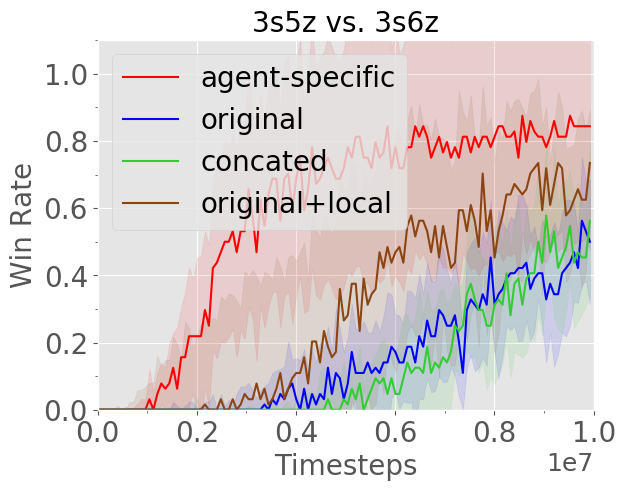 3s5z vs. 3s6z
Win Rate
1.0
0.8
0.6
0.4
0.2
0.0
agent-specific
original
concated
original+local
0.0 0.2 0.4 0.6 0.8 1.0
Timesteps
1e7